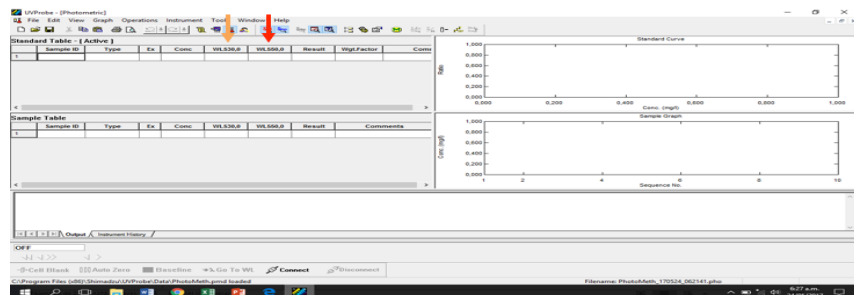 UVProbe - [Photometric]
File Edit View Graph Operations Instrument Tools Window Help
Standard Table - [ Active ]
Sample ID Type Ex Conc WL530,0 WL550,0 Result Wgt.Factor Comm
1
Standard Curve
Ratio
1,000
0,800
0,600
0,400
0,200
0,000
0,000 0,200 0,400 0,600 0,800 1,000
Conc. (mg/l)
Sample Table
Sample ID Type Ex Conc WL530,0 WL550,0 Result Comments
1
Sample Graph
Conc. (mg/l)
1,000
0,800
0,600
0,400
0,200
0,000
1 2 4 6 8 10
Sequence No.
Output Instrument History
OFF
Cell Blank Auto Zero Baseline Go To WL Connect Disconnect
C:\Program Files (x86)\Shimadzu\UVProbe\Data\PhotoMeth.pmd loaded
Filename: PhotoMeth_170524_062141.pho
6:27 a.m.
24/05/2017